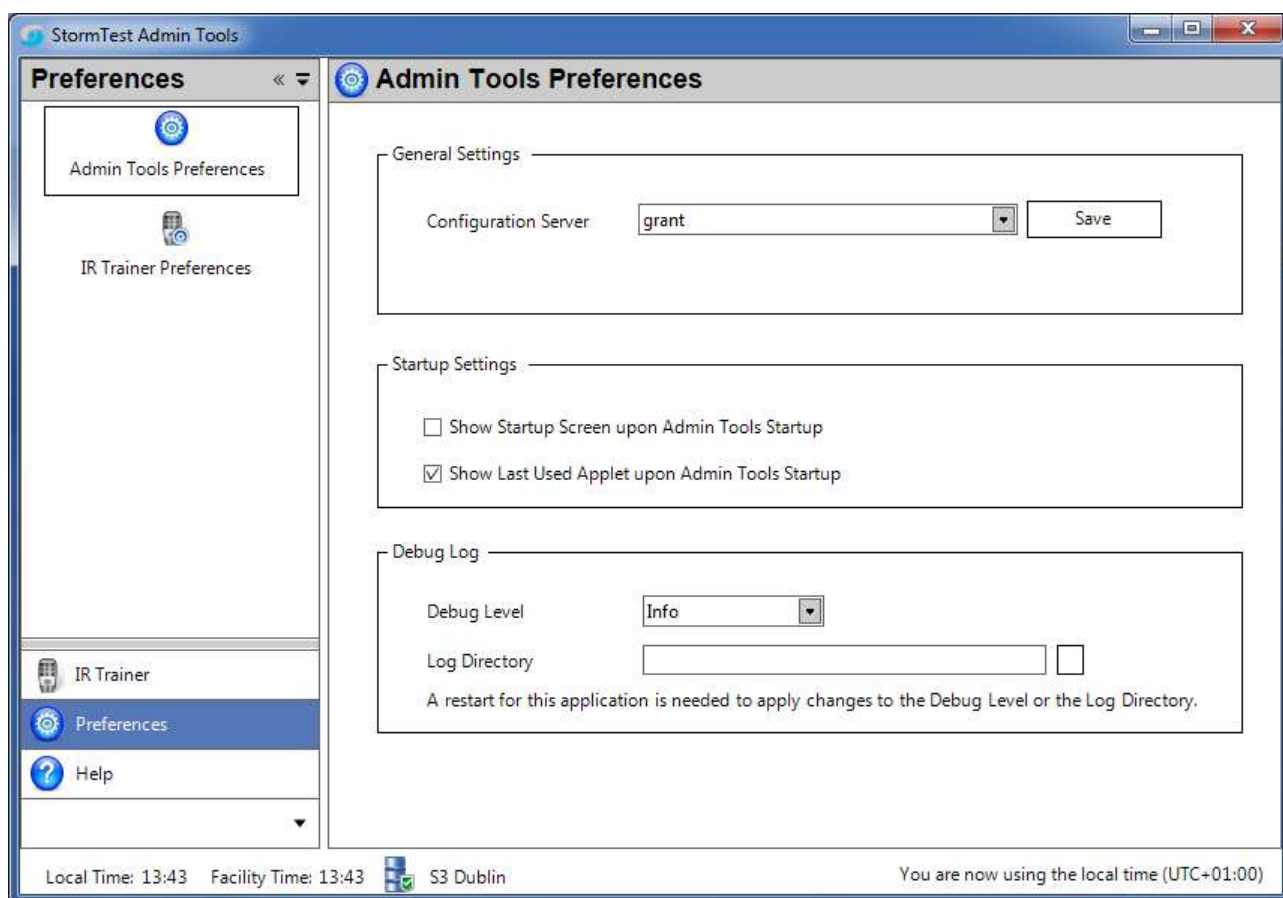 StormTest Admin Tools
Preferences
Admin Tools Preferences
IR Trainer Preferences
IR Trainer
Preferences
Help
Admin Tools Preferences
General Settings
Configuration Server grant Save
Startup Settings
Show Startup Screen upon Admin Tools Startup
Show Last Used Applet upon Admin Tools Startup
Debug Log
Debug Level Info
Log Directory
A restart for this application is needed to apply changes to the Debug Level or the Log Directory.
Local Time: 13:43 Facility Time: 13:43 S3 Dublin You are now using the local time (UTC+01:00)